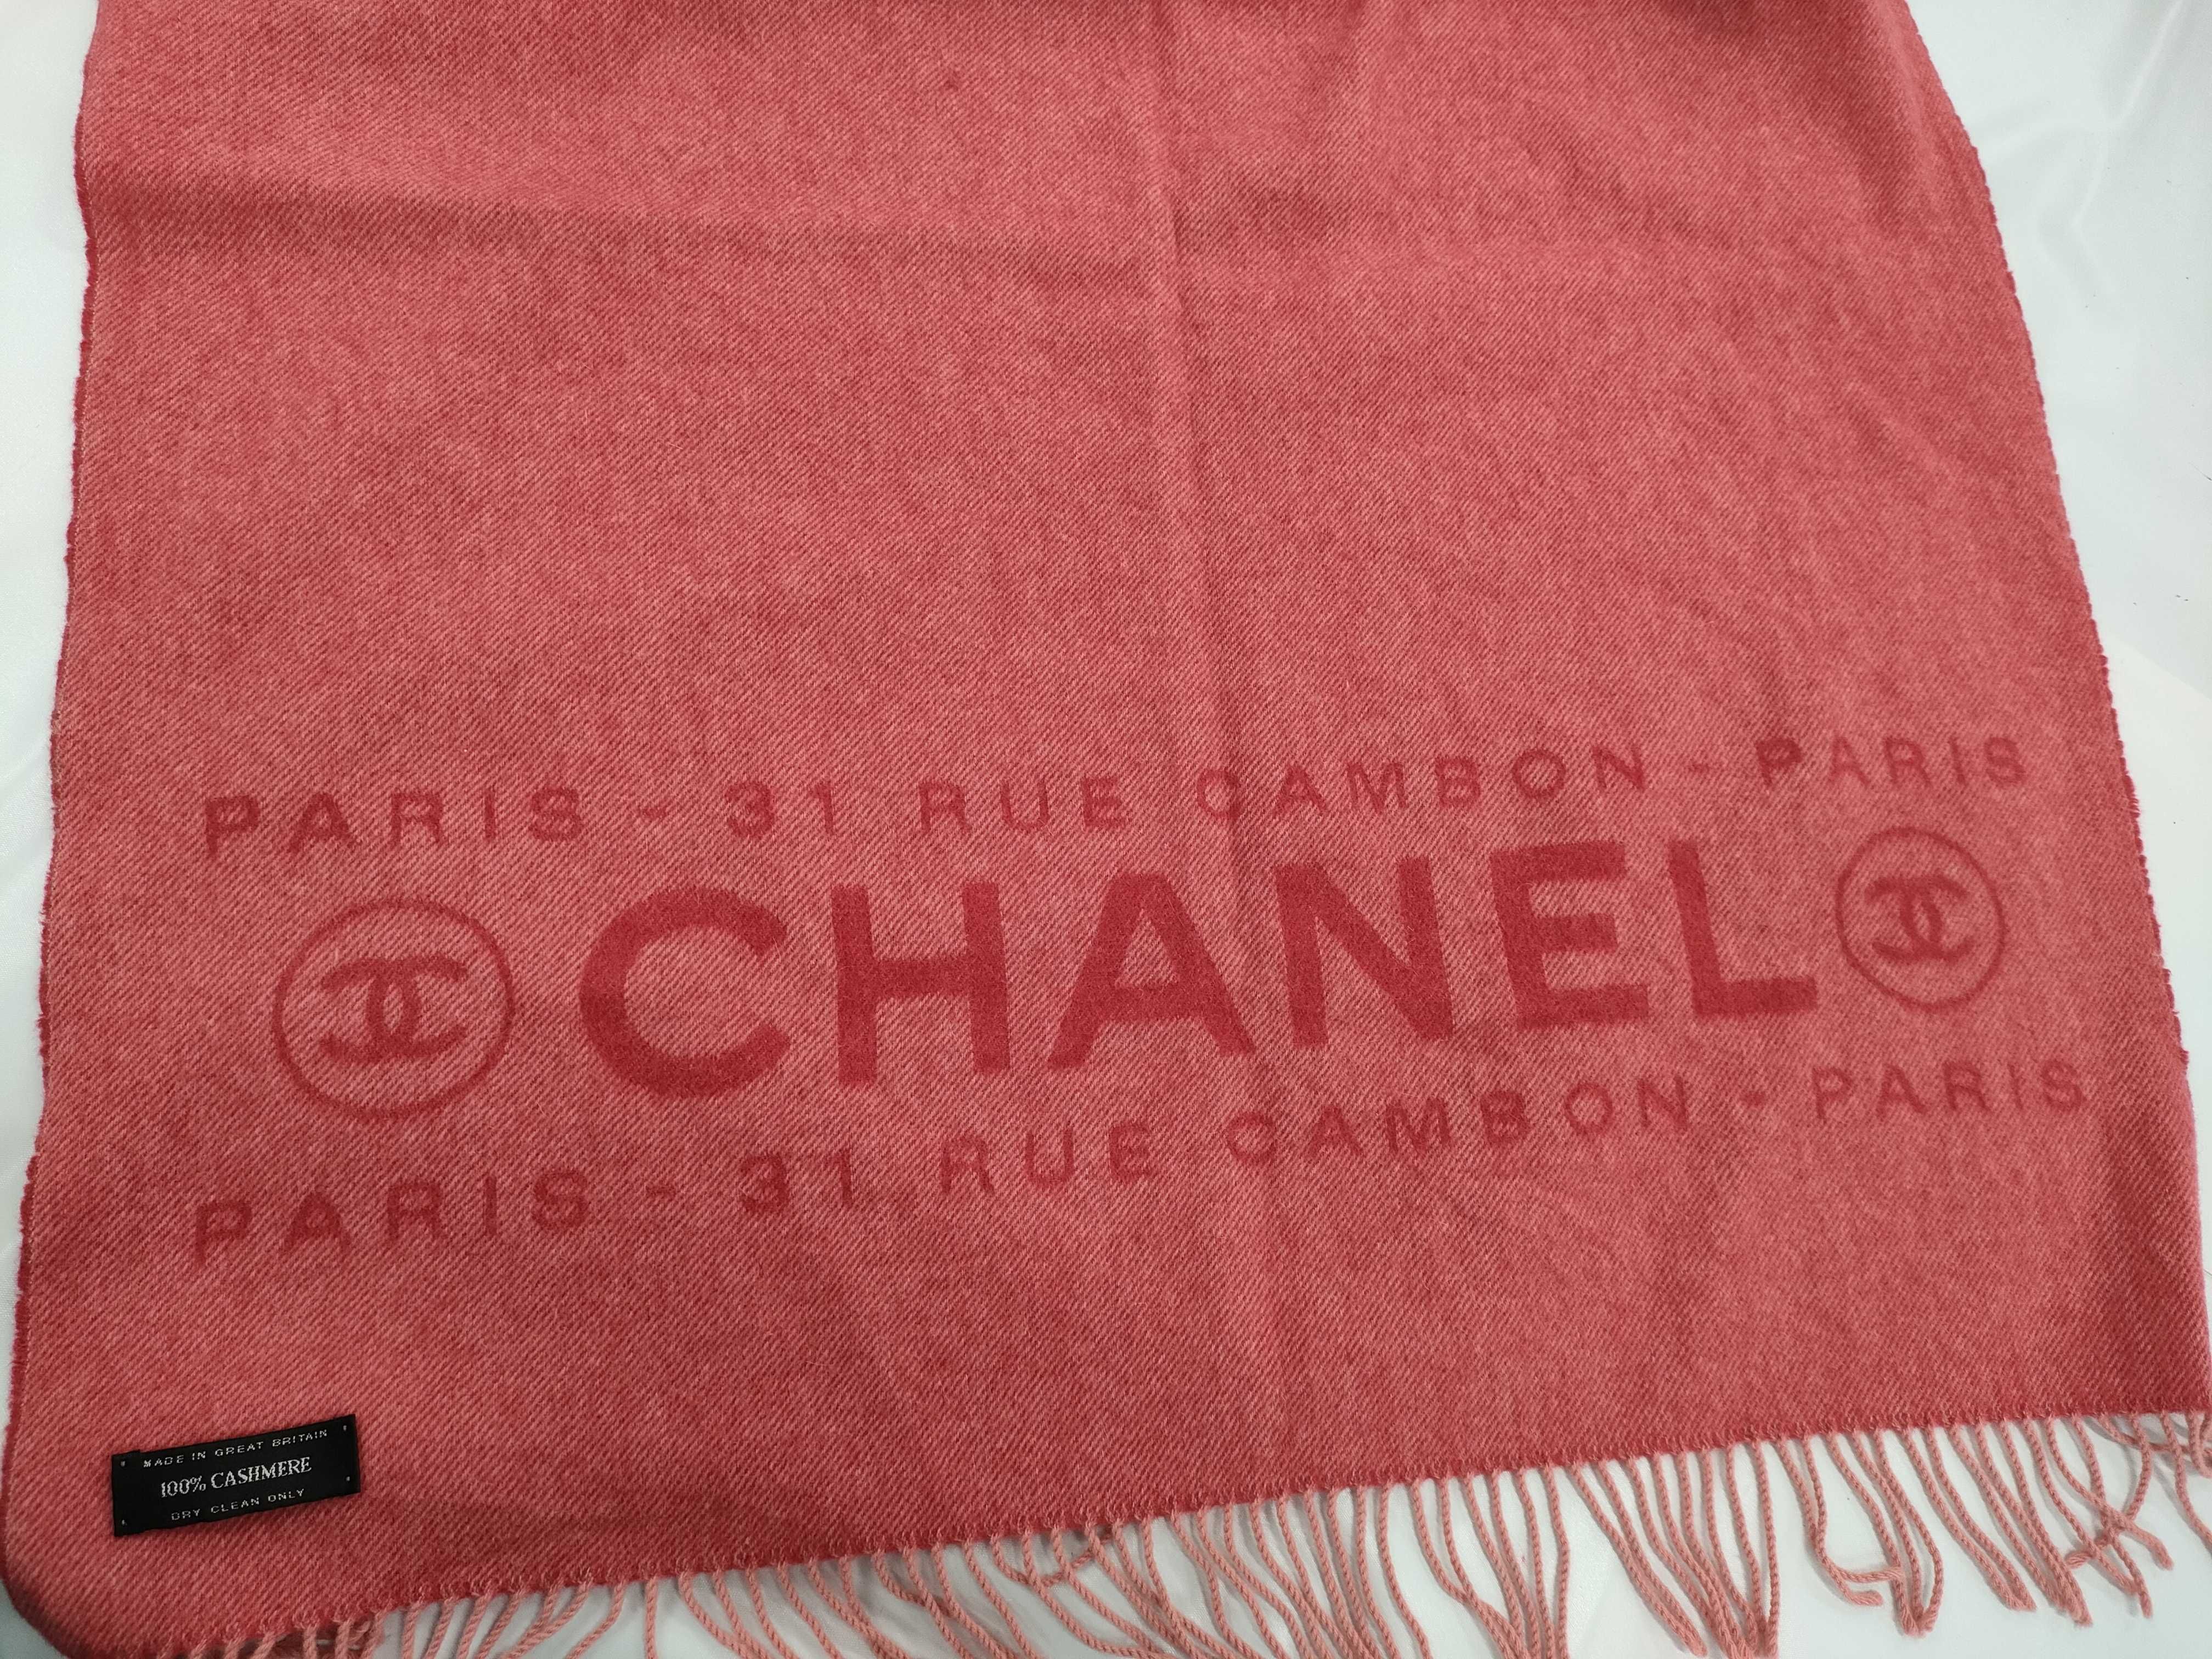 PARIS - 31 RUE CAMBON - PARIS
CHANEL
PARIS - 31 RUE CAMBON - PARIS
MADE IN GREAT BRITAIN
100% CASHMERE
DRY CLEAN ONLY